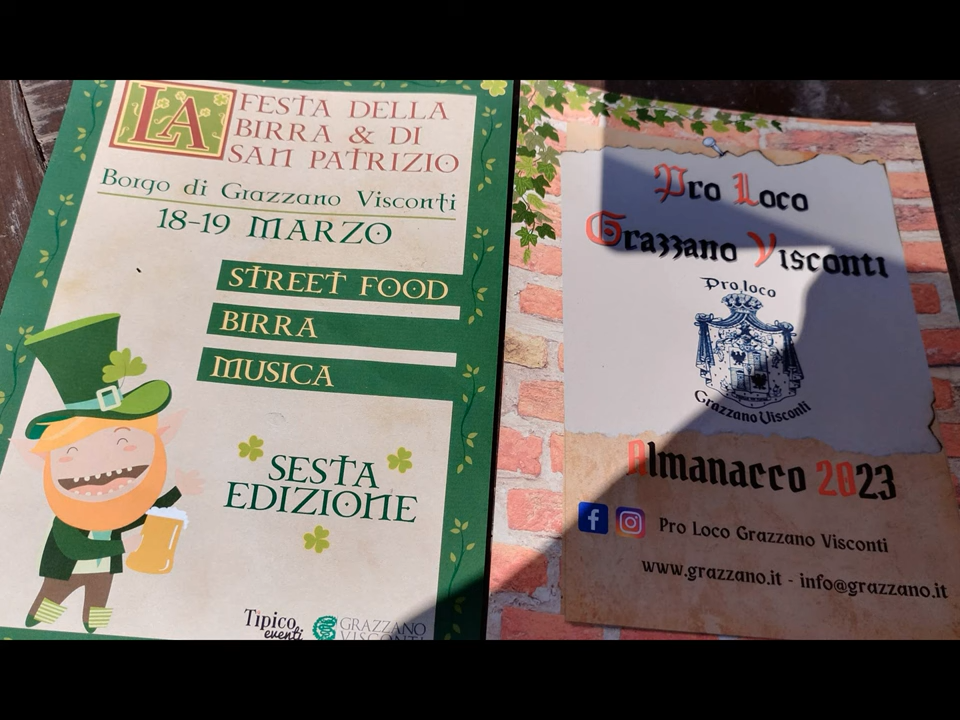 LA FESTA DELLA
BIRRA & DI
SAN PATRIZIO
Borgo di Grazzano Visconti
18-19 MARZO
STREET FOOD
BIRRA
MUSICA
SESTA
EDIZIONE
Tipico
eventi
GRAZZANO
VISCONTI
Pro Loco
Grazzano Visconti
Pro loco
Grazzano Visconti
Almanacco 2023
Pro Loco Grazzano Visconti
www.grazzano.it - info@grazzano.it